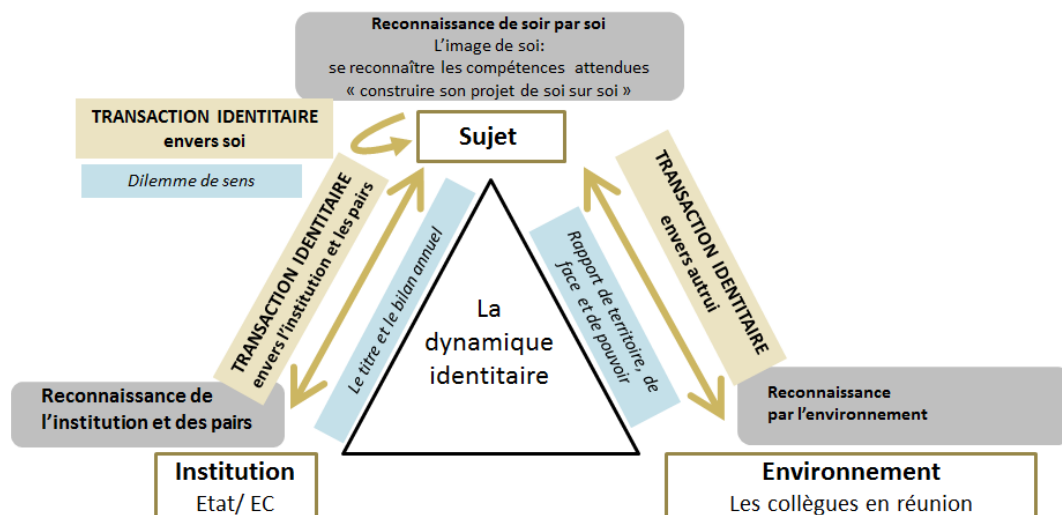 Reconnaissance de soir par soi
L'image de soi:
se reconnaître les compétences attendues
« construire son projet de soi sur soi »
TRANSACTION IDENTITAIRE
envers soi
Dilemme de sens
Sujet
TRANSACTION IDENTITAIRE
envers l'institution et les pairs
Le titre et le bilan annuel
La
dynamique
identitaire
Rapport de territoire, de
face et de pouvoir
TRANSACTION IDENTITAIRE
envers autrui
Reconnaissance de
l'institution et des pairs
Reconnaissance
par l'environnement
Institution
Etat/ EC
Environnement
Les collègues en réunion